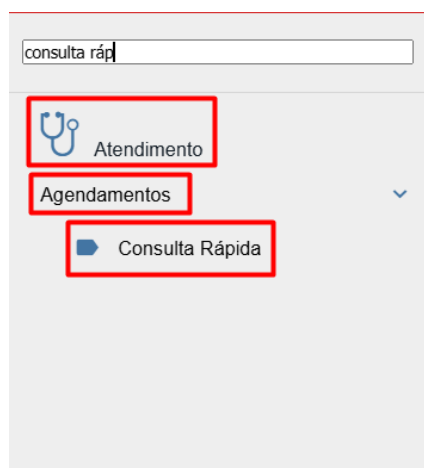 consulta ráp
Atendimento
Agendamentos
Consulta Rápida